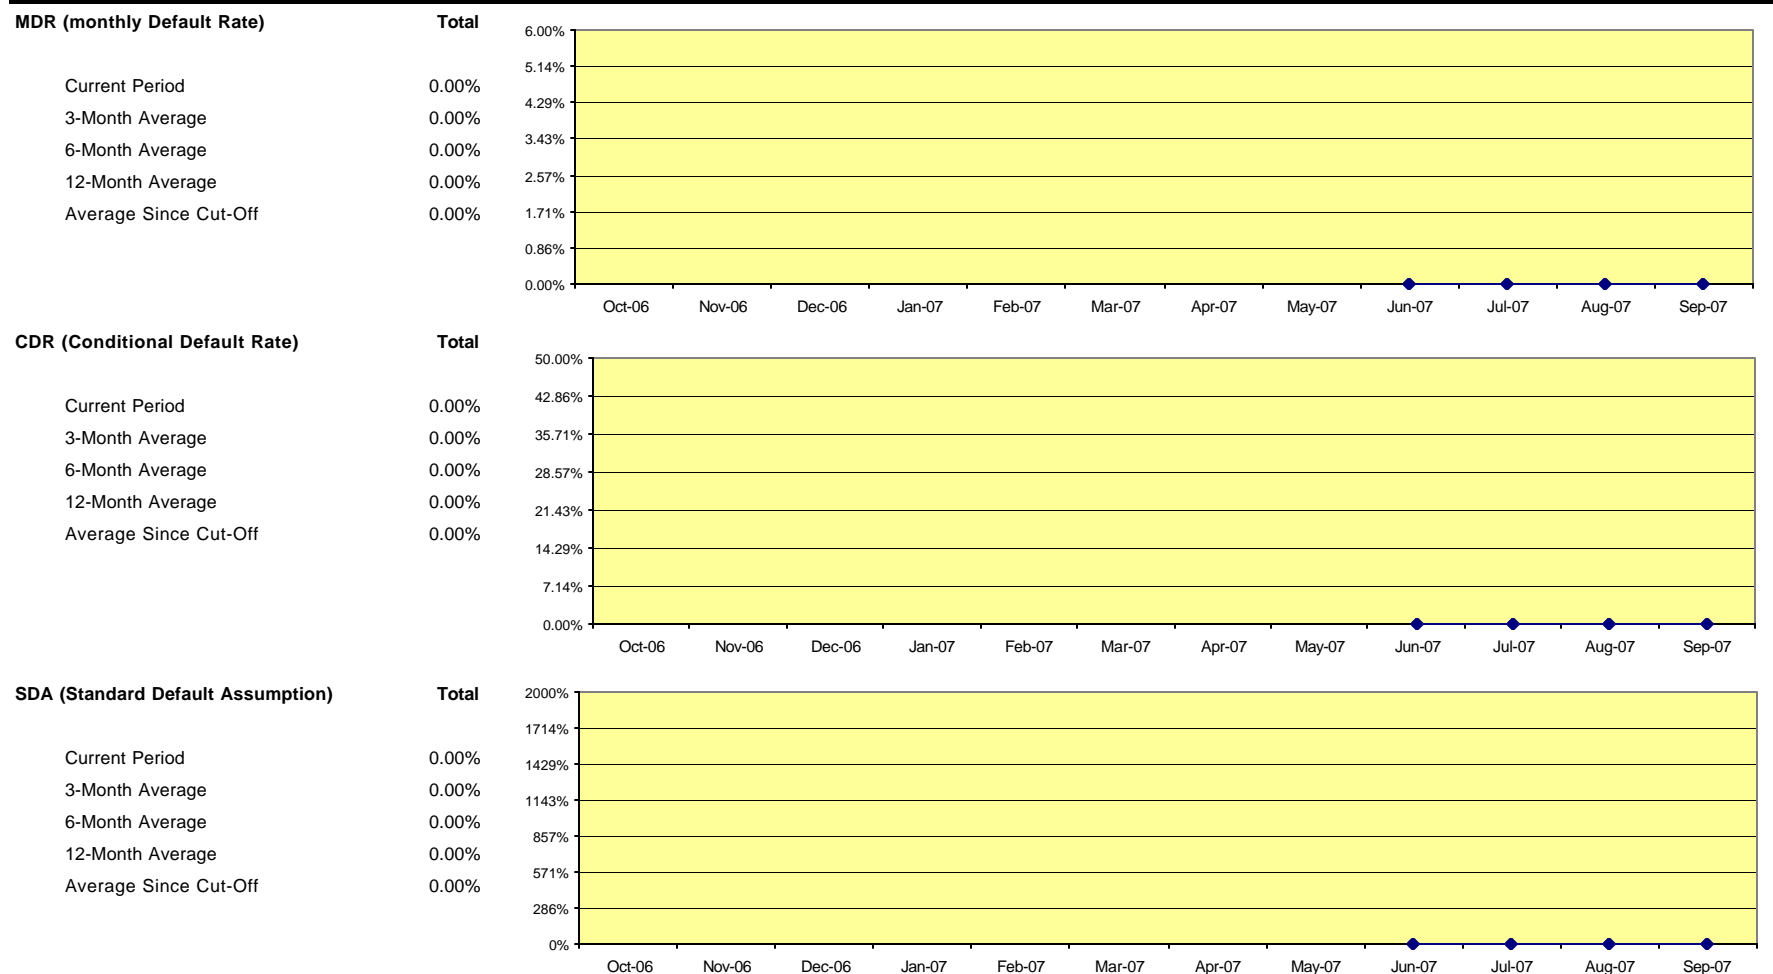 MDR (monthly Default Rate) Total
Current Period 0.00%
3-Month Average 0.00%
6-Month Average 0.00%
12-Month Average 0.00%
Average Since Cut-Off 0.00%
6.00%
5.14%
4.29%
3.43%
2.57%
1.71%
0.86%
0.00%
Oct-06 Nov-06 Dec-06 Jan-07 Feb-07 Mar-07 Apr-07 May-07 Jun-07 Jul-07 Aug-07 Sep-07
CDR (Conditional Default Rate) Total
Current Period 0.00%
3-Month Average 0.00%
6-Month Average 0.00%
12-Month Average 0.00%
Average Since Cut-Off 0.00%
50.00%
42.86%
35.71%
28.57%
21.43%
14.29%
7.14%
0.00%
Oct-06 Nov-06 Dec-06 Jan-07 Feb-07 Mar-07 Apr-07 May-07 Jun-07 Jul-07 Aug-07 Sep-07
SDA (Standard Default Assumption) Total
Current Period 0.00%
3-Month Average 0.00%
6-Month Average 0.00%
12-Month Average 0.00%
Average Since Cut-Off 0.00%
2000%
1714%
1429%
1143%
857%
571%
286%
0%
Oct-06 Nov-06 Dec-06 Jan-07 Feb-07 Mar-07 Apr-07 May-07 Jun-07 Jul-07 Aug-07 Sep-07